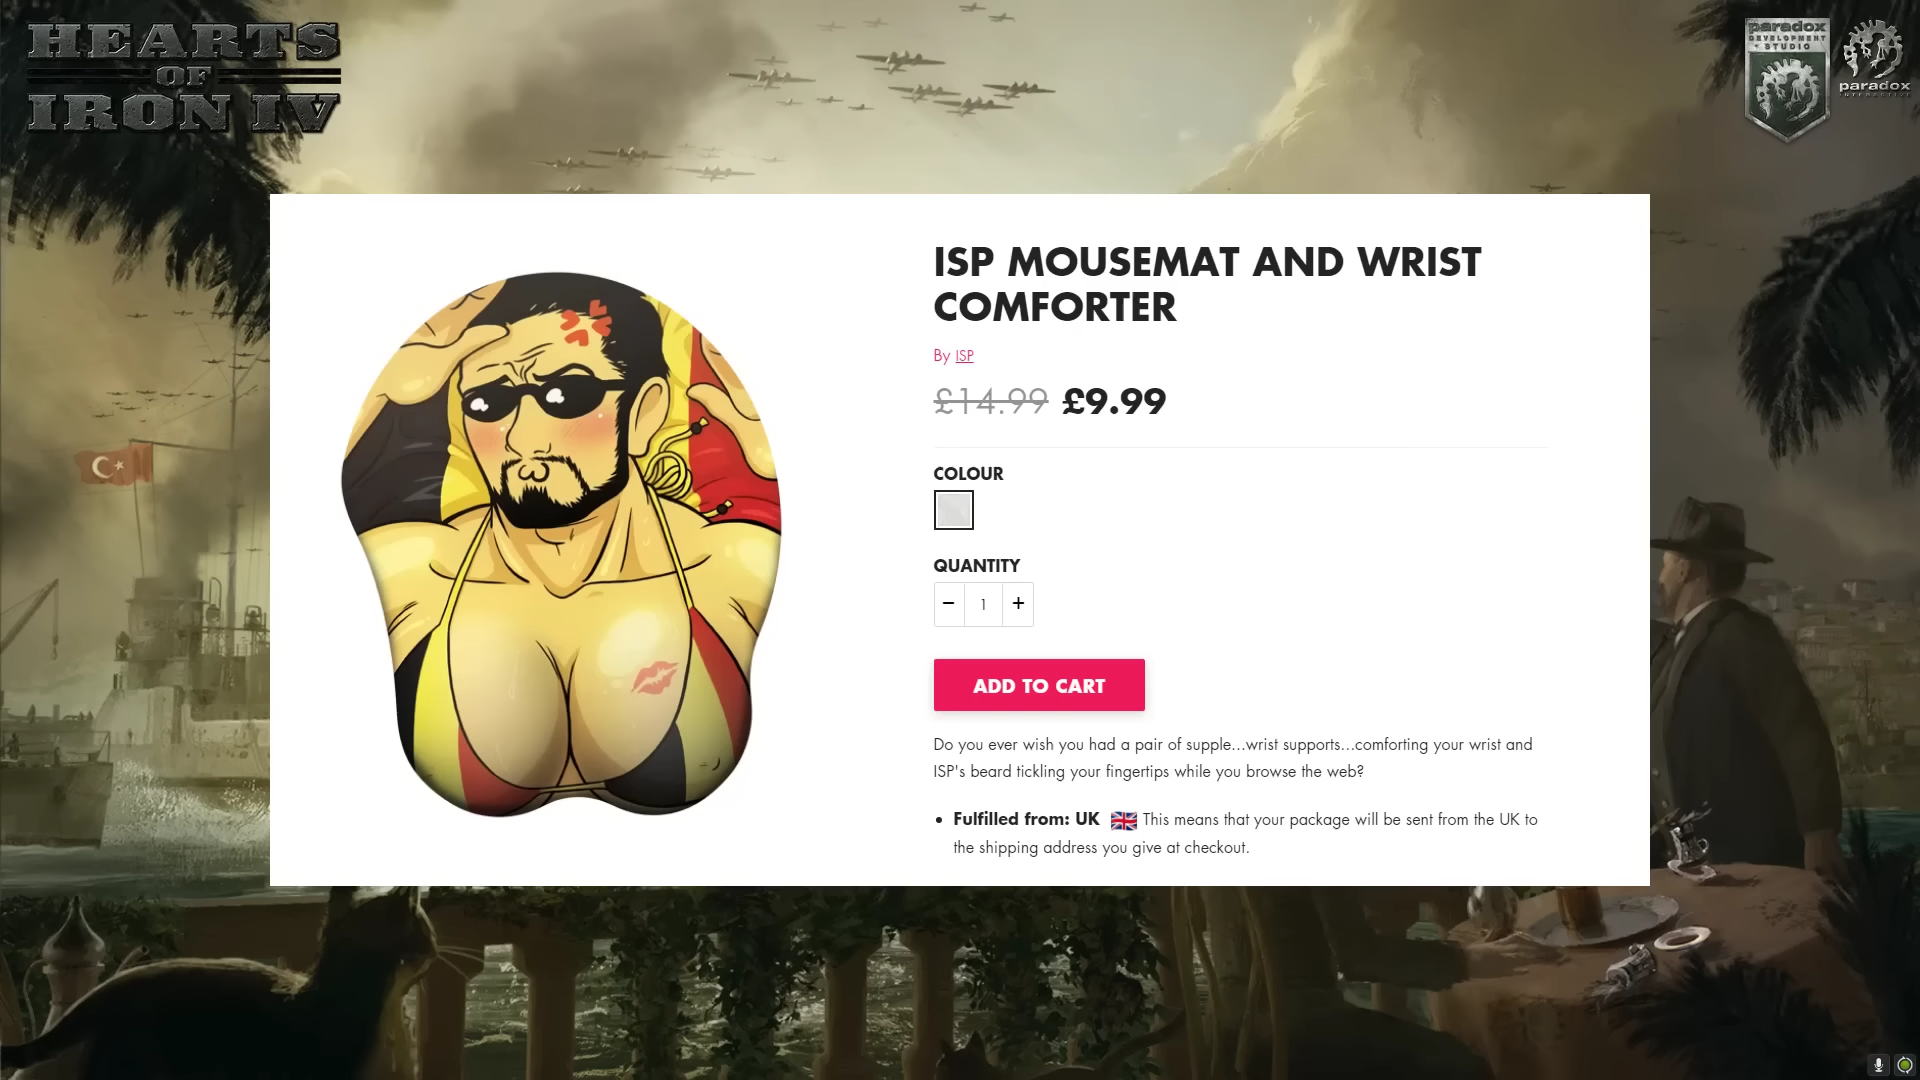 HEARTS
OF
IRON IV
paradox
DEVELOPMENT
STUDIO
paradox
INTERACTIVE
ISP MOUSEMAT AND WRIST
COMFORTER
By ISP
£14.99 £9.99
COLOUR
QUANTITY
− 1 +
ADD TO CART
Do you ever wish you had a pair of supple...wrist supports...comforting your wrist and
ISP's beard tickling your fingertips while you browse the web?
• Fulfilled from: UK 🇬🇧 This means that your package will be sent from the UK to
the shipping address you give at checkout.